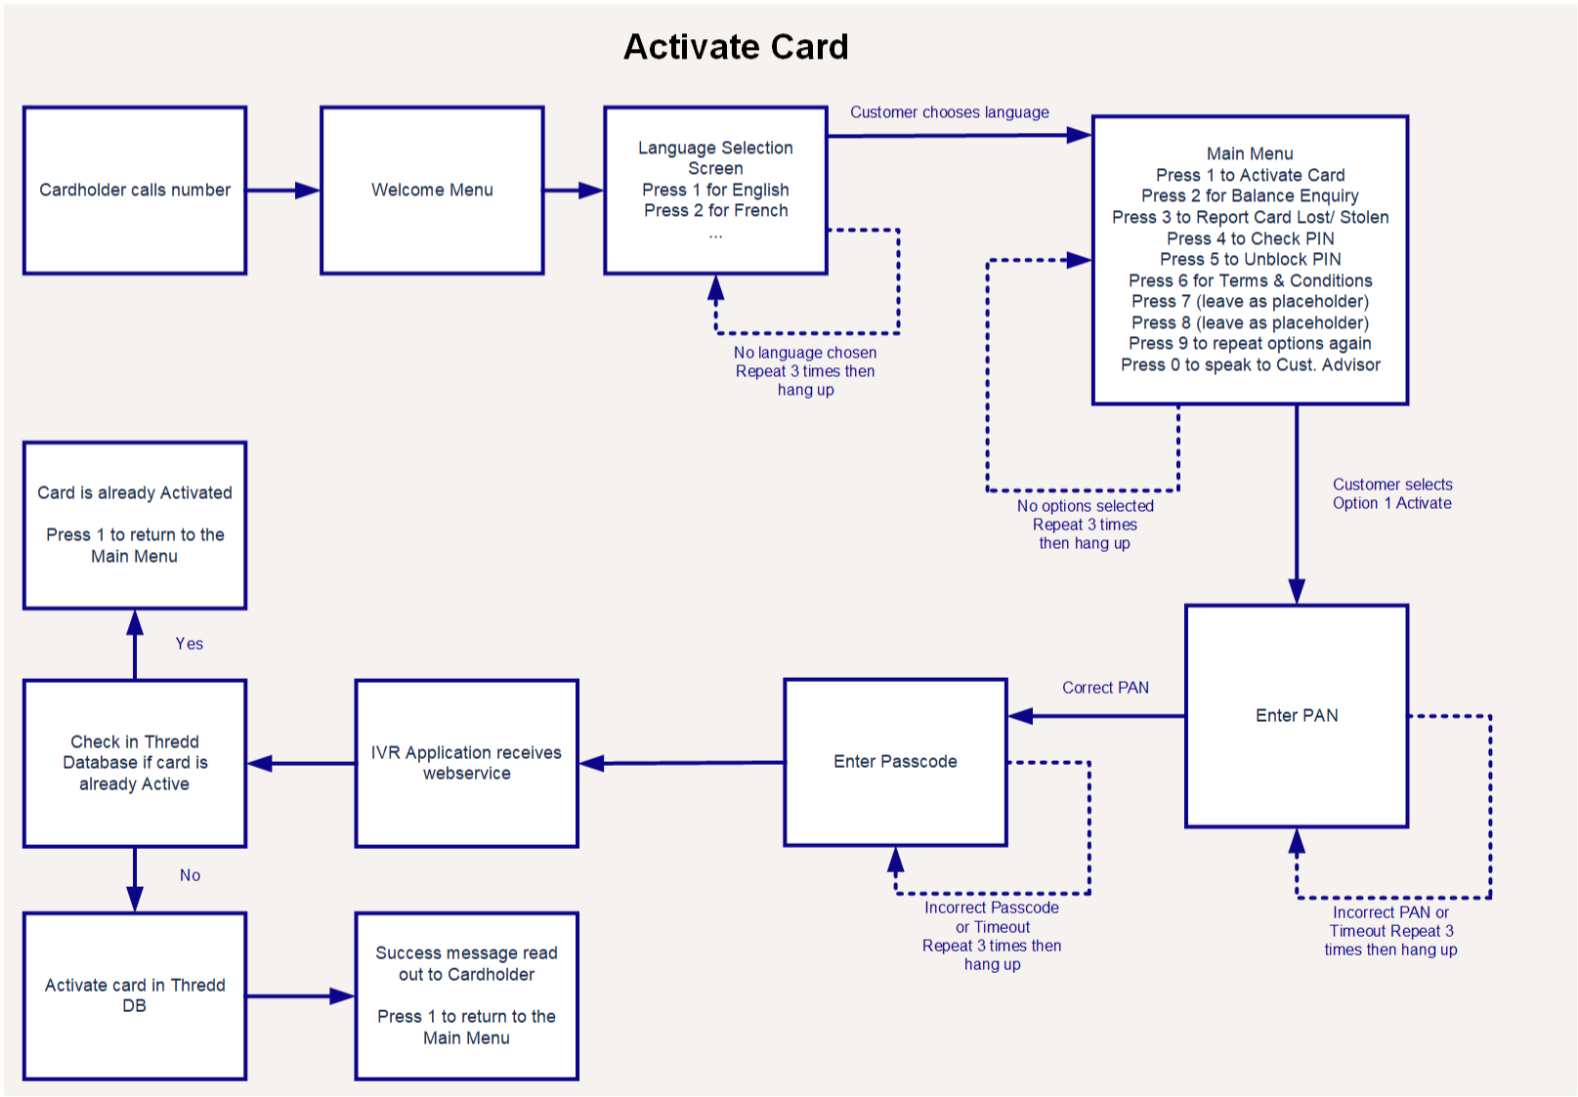 Activate Card
Cardholder calls number
Welcome Menu
Language Selection
Screen
Press 1 for English
Press 2 for French
...
Customer chooses language
No language chosen
Repeat 3 times then
hang up
Main Menu
Press 1 to Activate Card
Press 2 for Balance Enquiry
Press 3 to Report Card Lost/ Stolen
Press 4 to Check PIN
Press 5 to Unblock PIN
Press 6 for Terms & Conditions
Press 7 (leave as placeholder)
Press 8 (leave as placeholder)
Press 9 to repeat options again
Press 0 to speak to Cust. Advisor
No options selected
Repeat 3 times
then hang up
Customer selects
Option 1 Activate
Enter PAN
Incorrect PAN or
Timeout Repeat 3
times then hang up
Correct PAN
Enter Passcode
Incorrect Passcode
or Timeout
Repeat 3 times then
hang up
IVR Application receives
webservice
Check in Thredd
Database if card is
already Active
Yes
Card is already Activated
Press 1 to return to the
Main Menu
No
Activate card in Thredd
DB
Success message read
out to Cardholder
Press 1 to return to the
Main Menu